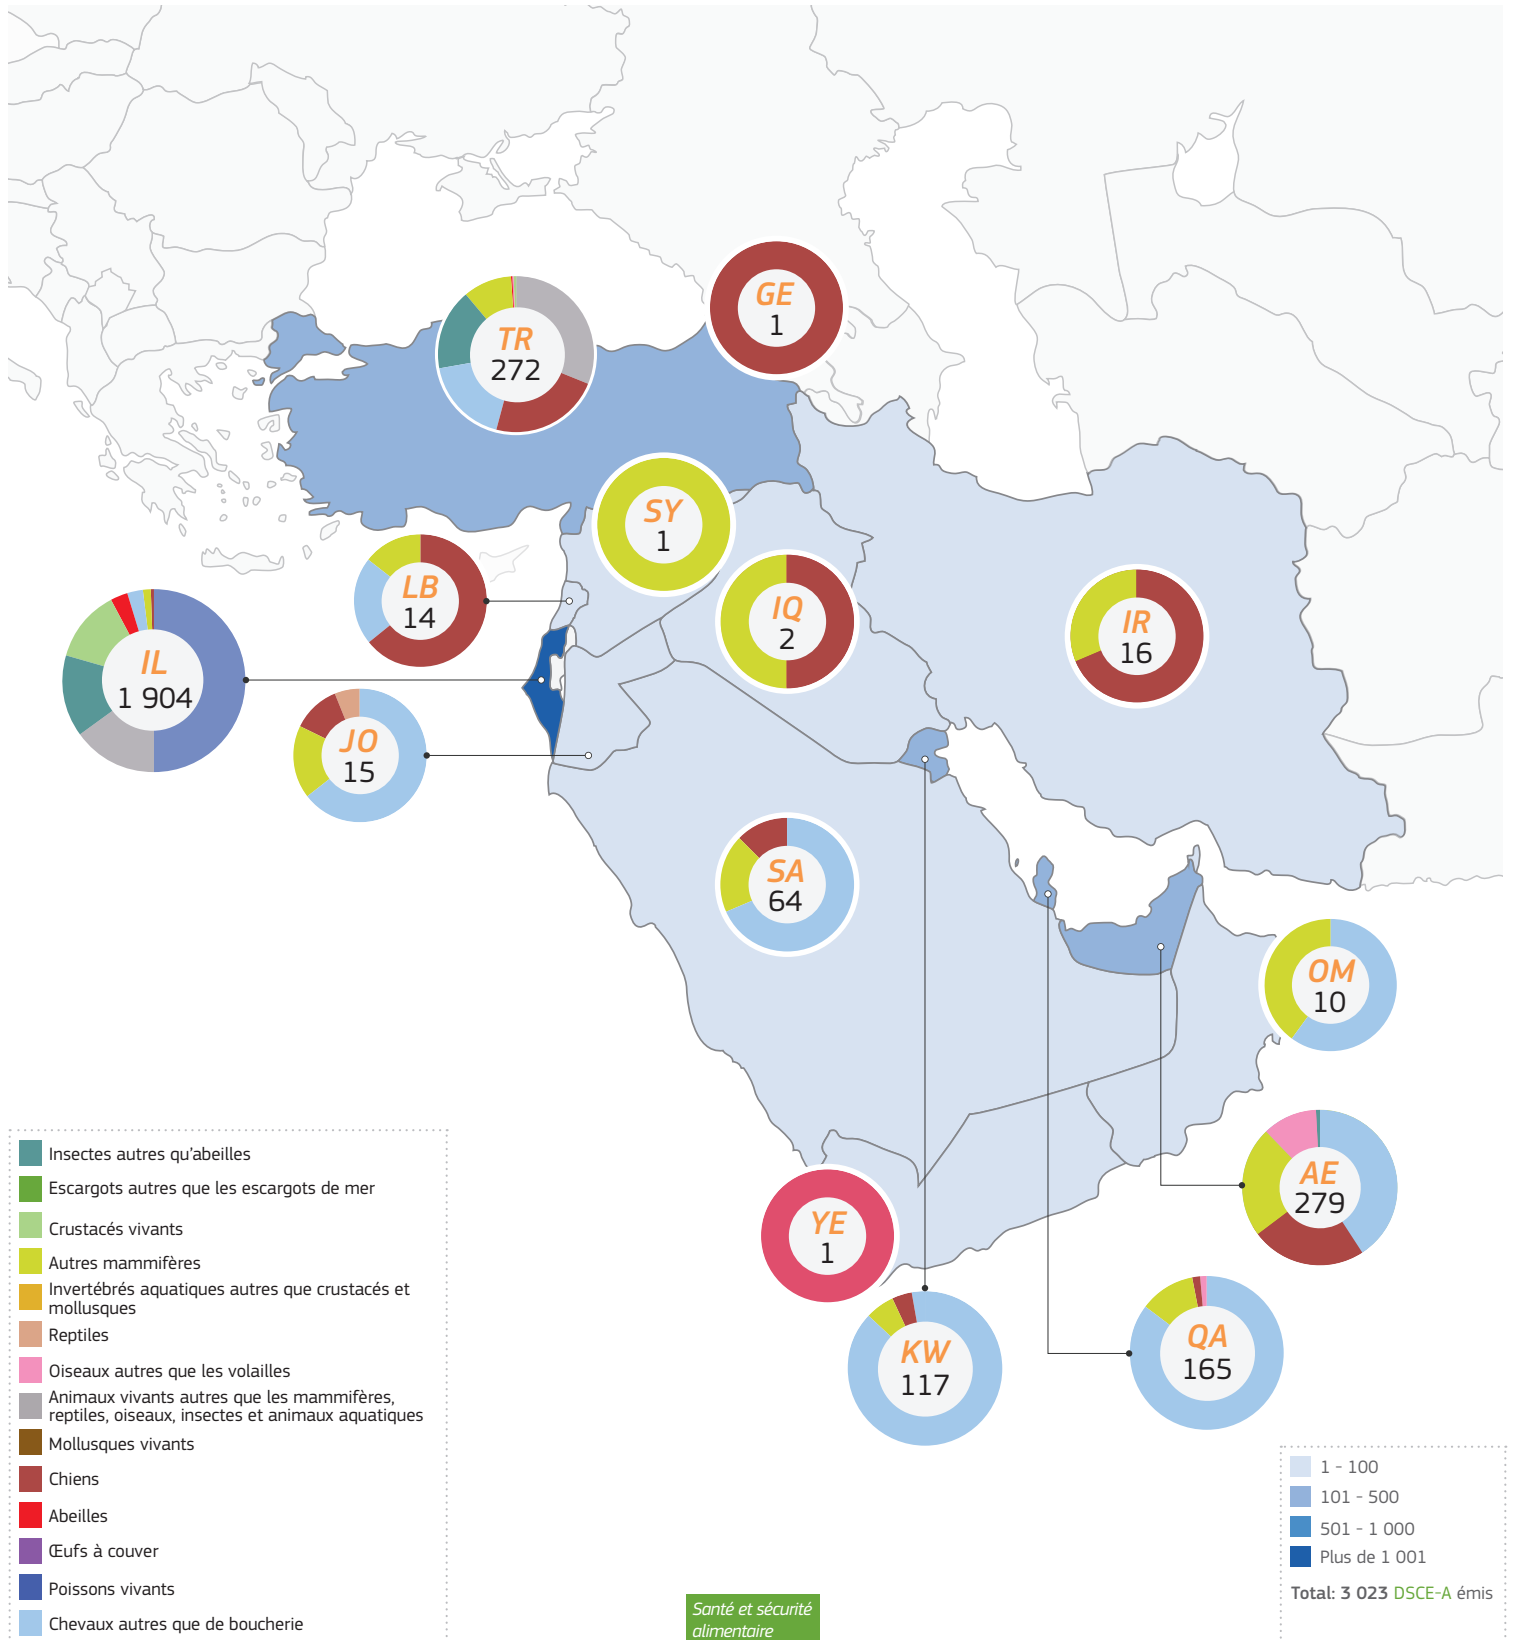 GE
1
TR
272
SY
1
LB
14
IQ
2
IR
16
IL
1 904
JO
15
SA
64
OM
10
AE
279
YE
1
KW
117
QA
165
Insectes autres qu'abeilles
Escargots autres que les escargots de mer
Crustacés vivants
Autres mammifères
Invertébrés aquatiques autres que crustacés et
mollusques
Reptiles
Oiseaux autres que les volailles
Animaux vivants autres que les mammifères,
reptiles, oiseaux, insectes et animaux aquatiques
Mollusques vivants
Chiens
Abeilles
Œufs à couver
Poissons vivants
Chevaux autres que de boucherie
1 - 100
101 - 500
501 - 1 000
Plus de 1 001
Total: 3 023 DSCE-A émis
Santé et sécurité
alimentaire